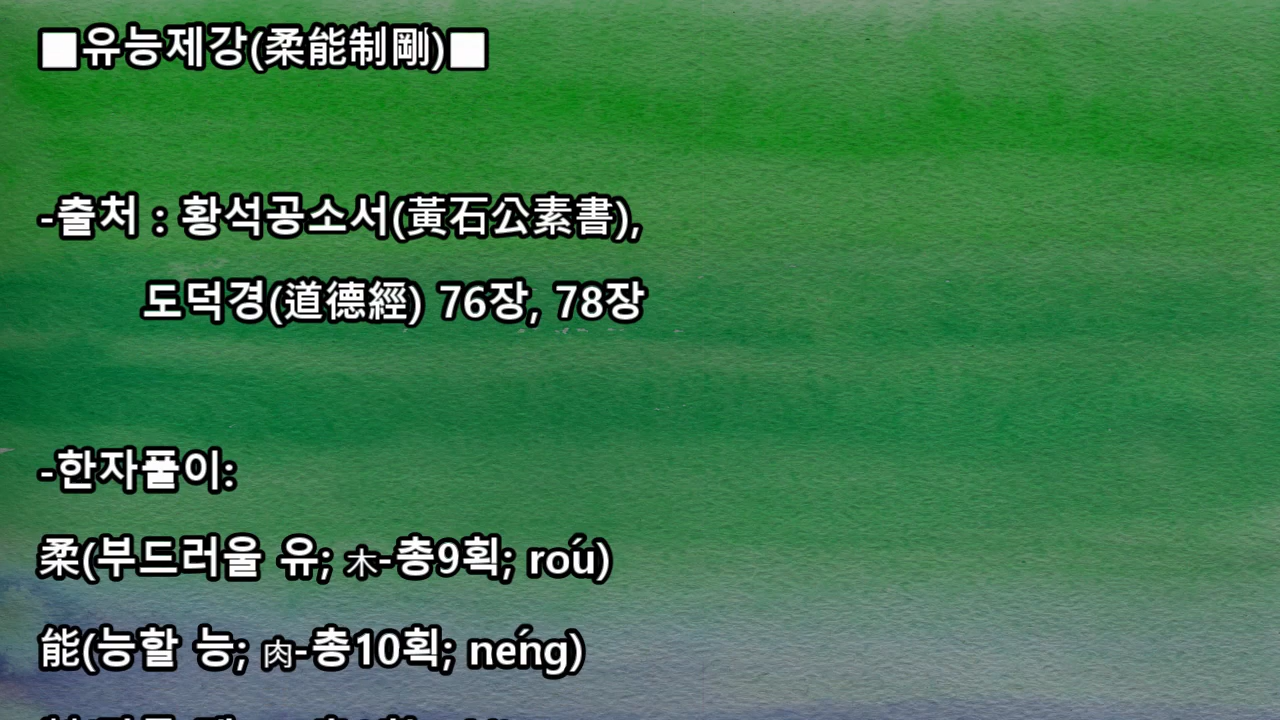 ■유능제강(柔能制剛)■
-출처 : 황석공소서(黃石公素書),
도덕경(道德經) 76장, 78장
-한자풀이:
柔(부드러울 유; 木-총9획; róu)
能(능할 능; 肉-총10획; néng)